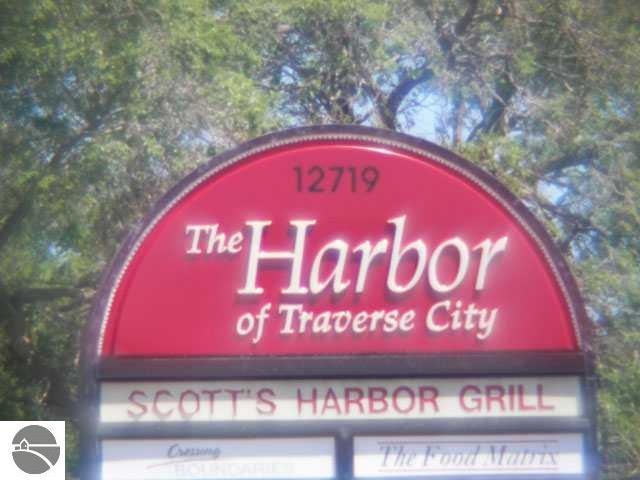 12719
The Harbor
of Traverse City
SCOTT'S HARBOR GRILL
Crossing
BOUNDARIES
The Food Matrix